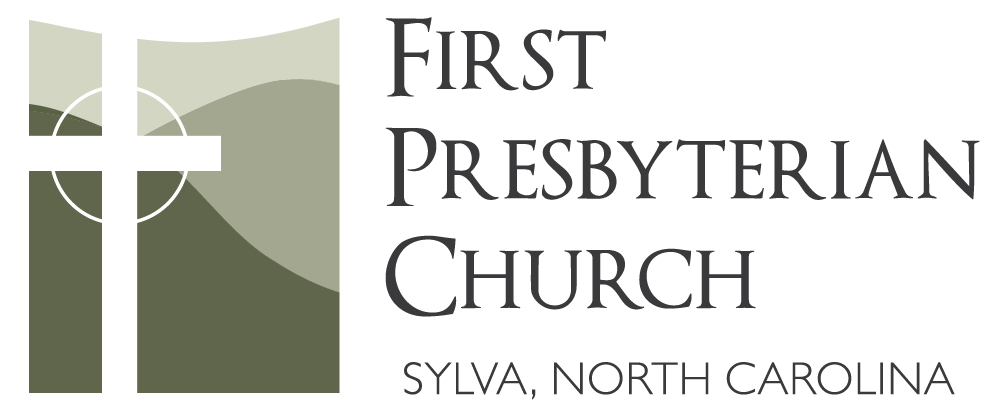 First
Presbyterian
Church
SYLVA, NORTH CAROLINA